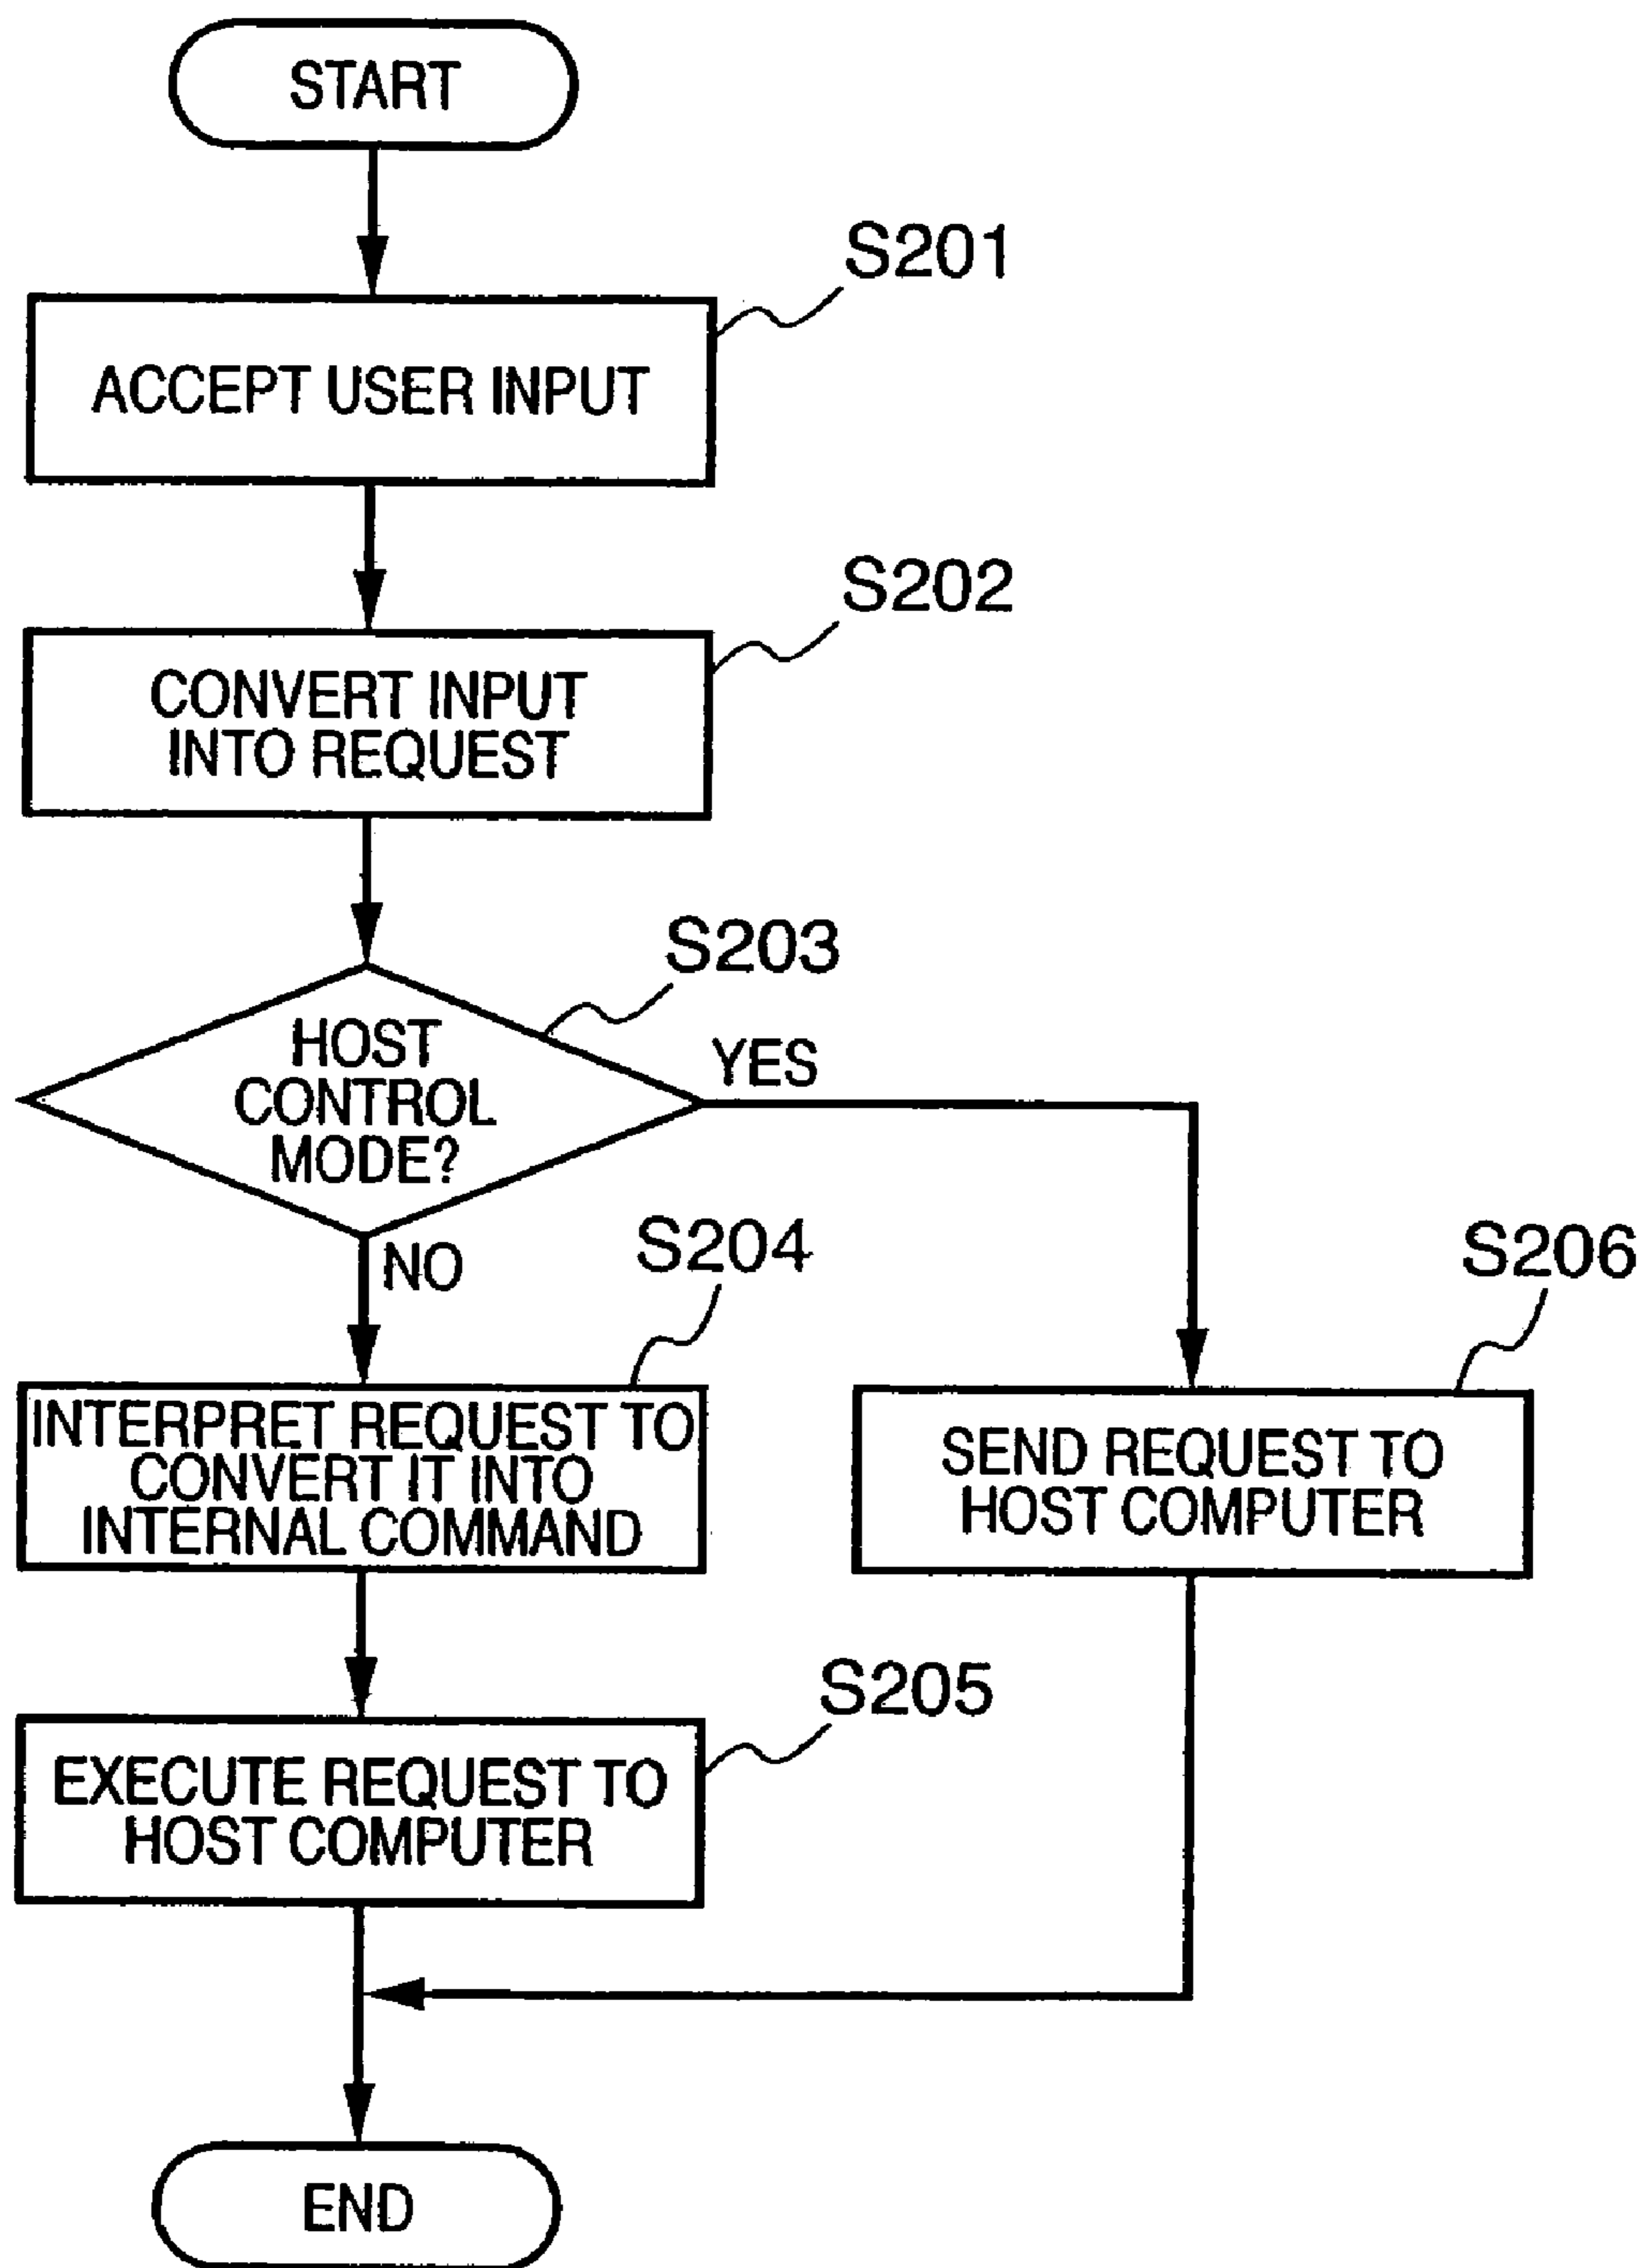 START
S201
ACCEPT USER INPUT
S202
CONVERT INPUT
INTO REQUEST
S203
HOST
CONTROL
MODE?
YES
NO
S204
INTERPRET REQUEST TO
CONVERT IT INTO
INTERNAL COMMAND
S206
SEND REQUEST TO
HOST COMPUTER
S205
EXECUTE REQUEST TO
HOST COMPUTER
END